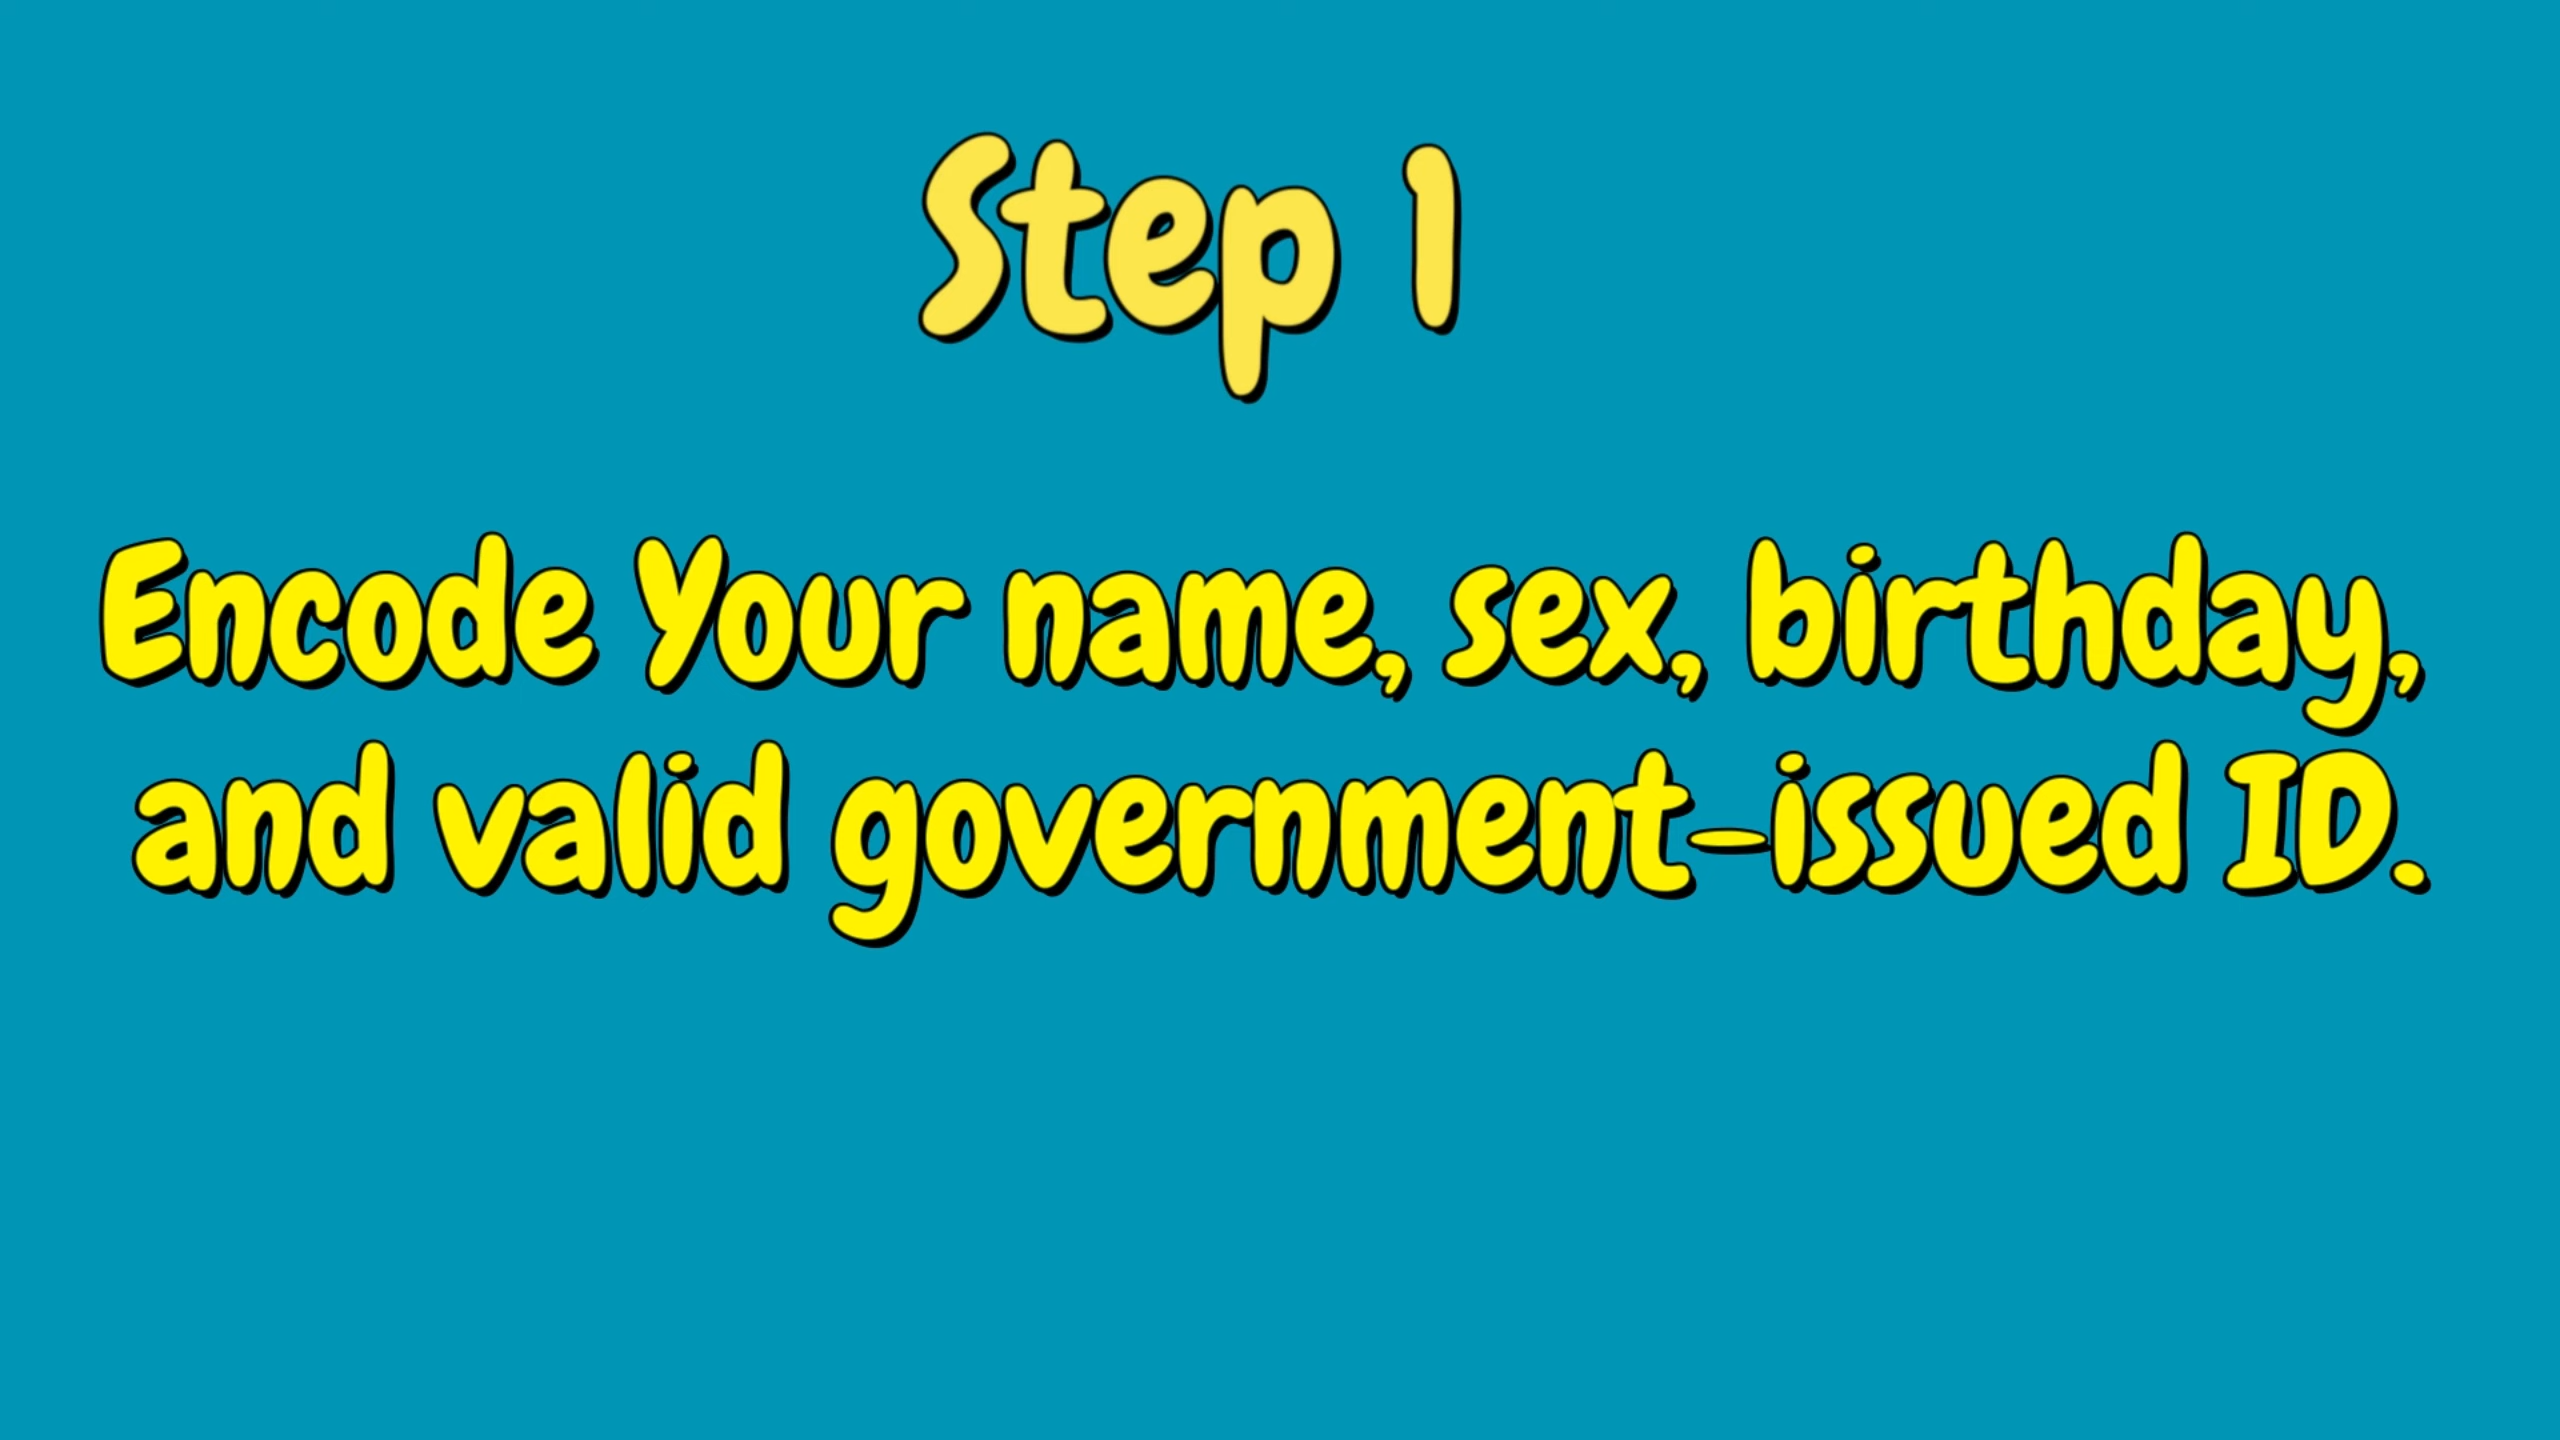 Step 1
Encode Your name, sex, birthday,
and valid government-issued ID.